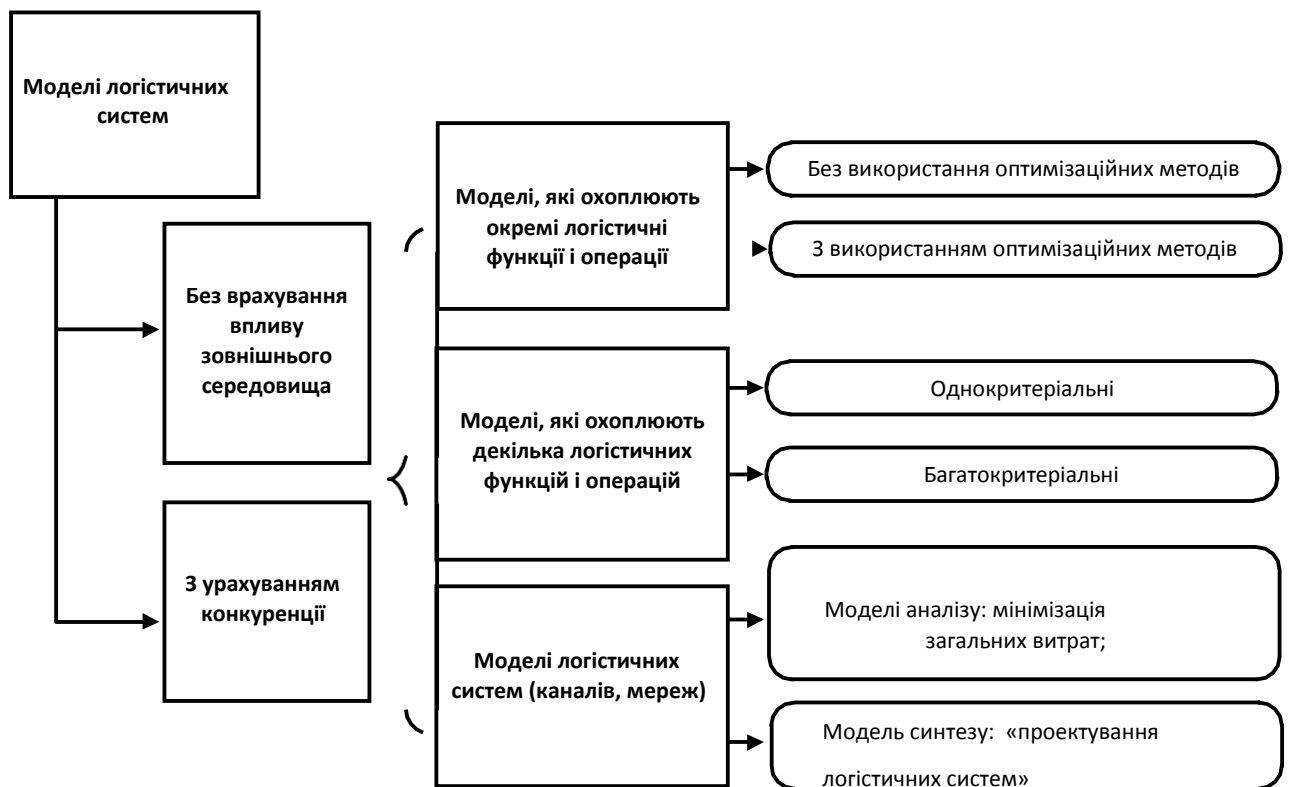 Моделі логістичних
систем
Без врахування
впливу
зовнішнього
середовища
З урахуванням
конкуренції
Моделі, які охоплюють
окремі логістичні
функції і операції
Моделі, які охоплюють
декілька логістичних
функцій і операцій
Моделі логістичних
систем (каналів, мереж)
Без використання оптимізаційних методів
З використанням оптимізаційних методів
Однокритеріальні
Багатокритеріальні
Моделі аналізу: мінімізація
загальних витрат;
Модель синтезу: «проектування
логістичних систем»